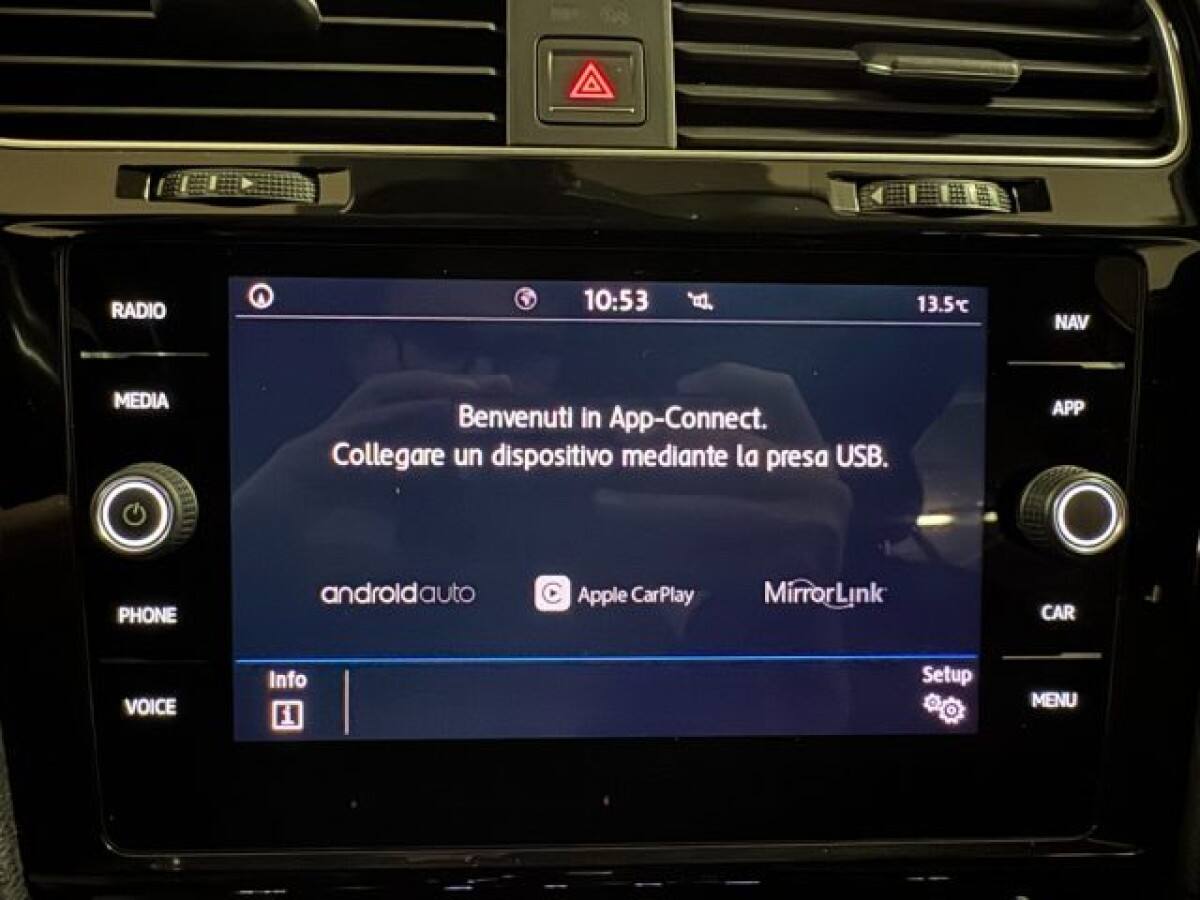 RADIO
MEDIA
PHONE
VOICE
10:53
13.5°C
Benvenuti in App-Connect.
Collegare un dispositivo mediante la presa USB.
androidauto
Apple CarPlay
MirrorLink
Info
i
Setup
NAV
APP
CAR
MENU